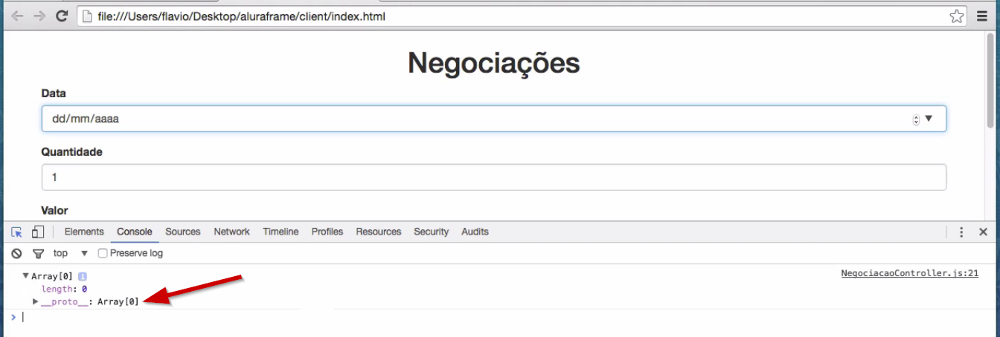 file:///Users/flavio/Desktop/aluraframe/client/index.html
Negociações
Data
dd/mm/aaaa
Quantidade
1
Valor
Elements Console Sources Network Timeline Profiles Resources Security Audits
top Preserve log
Array[0] i NegociacaoController.js:21
length: 0
__proto__: Array[0]